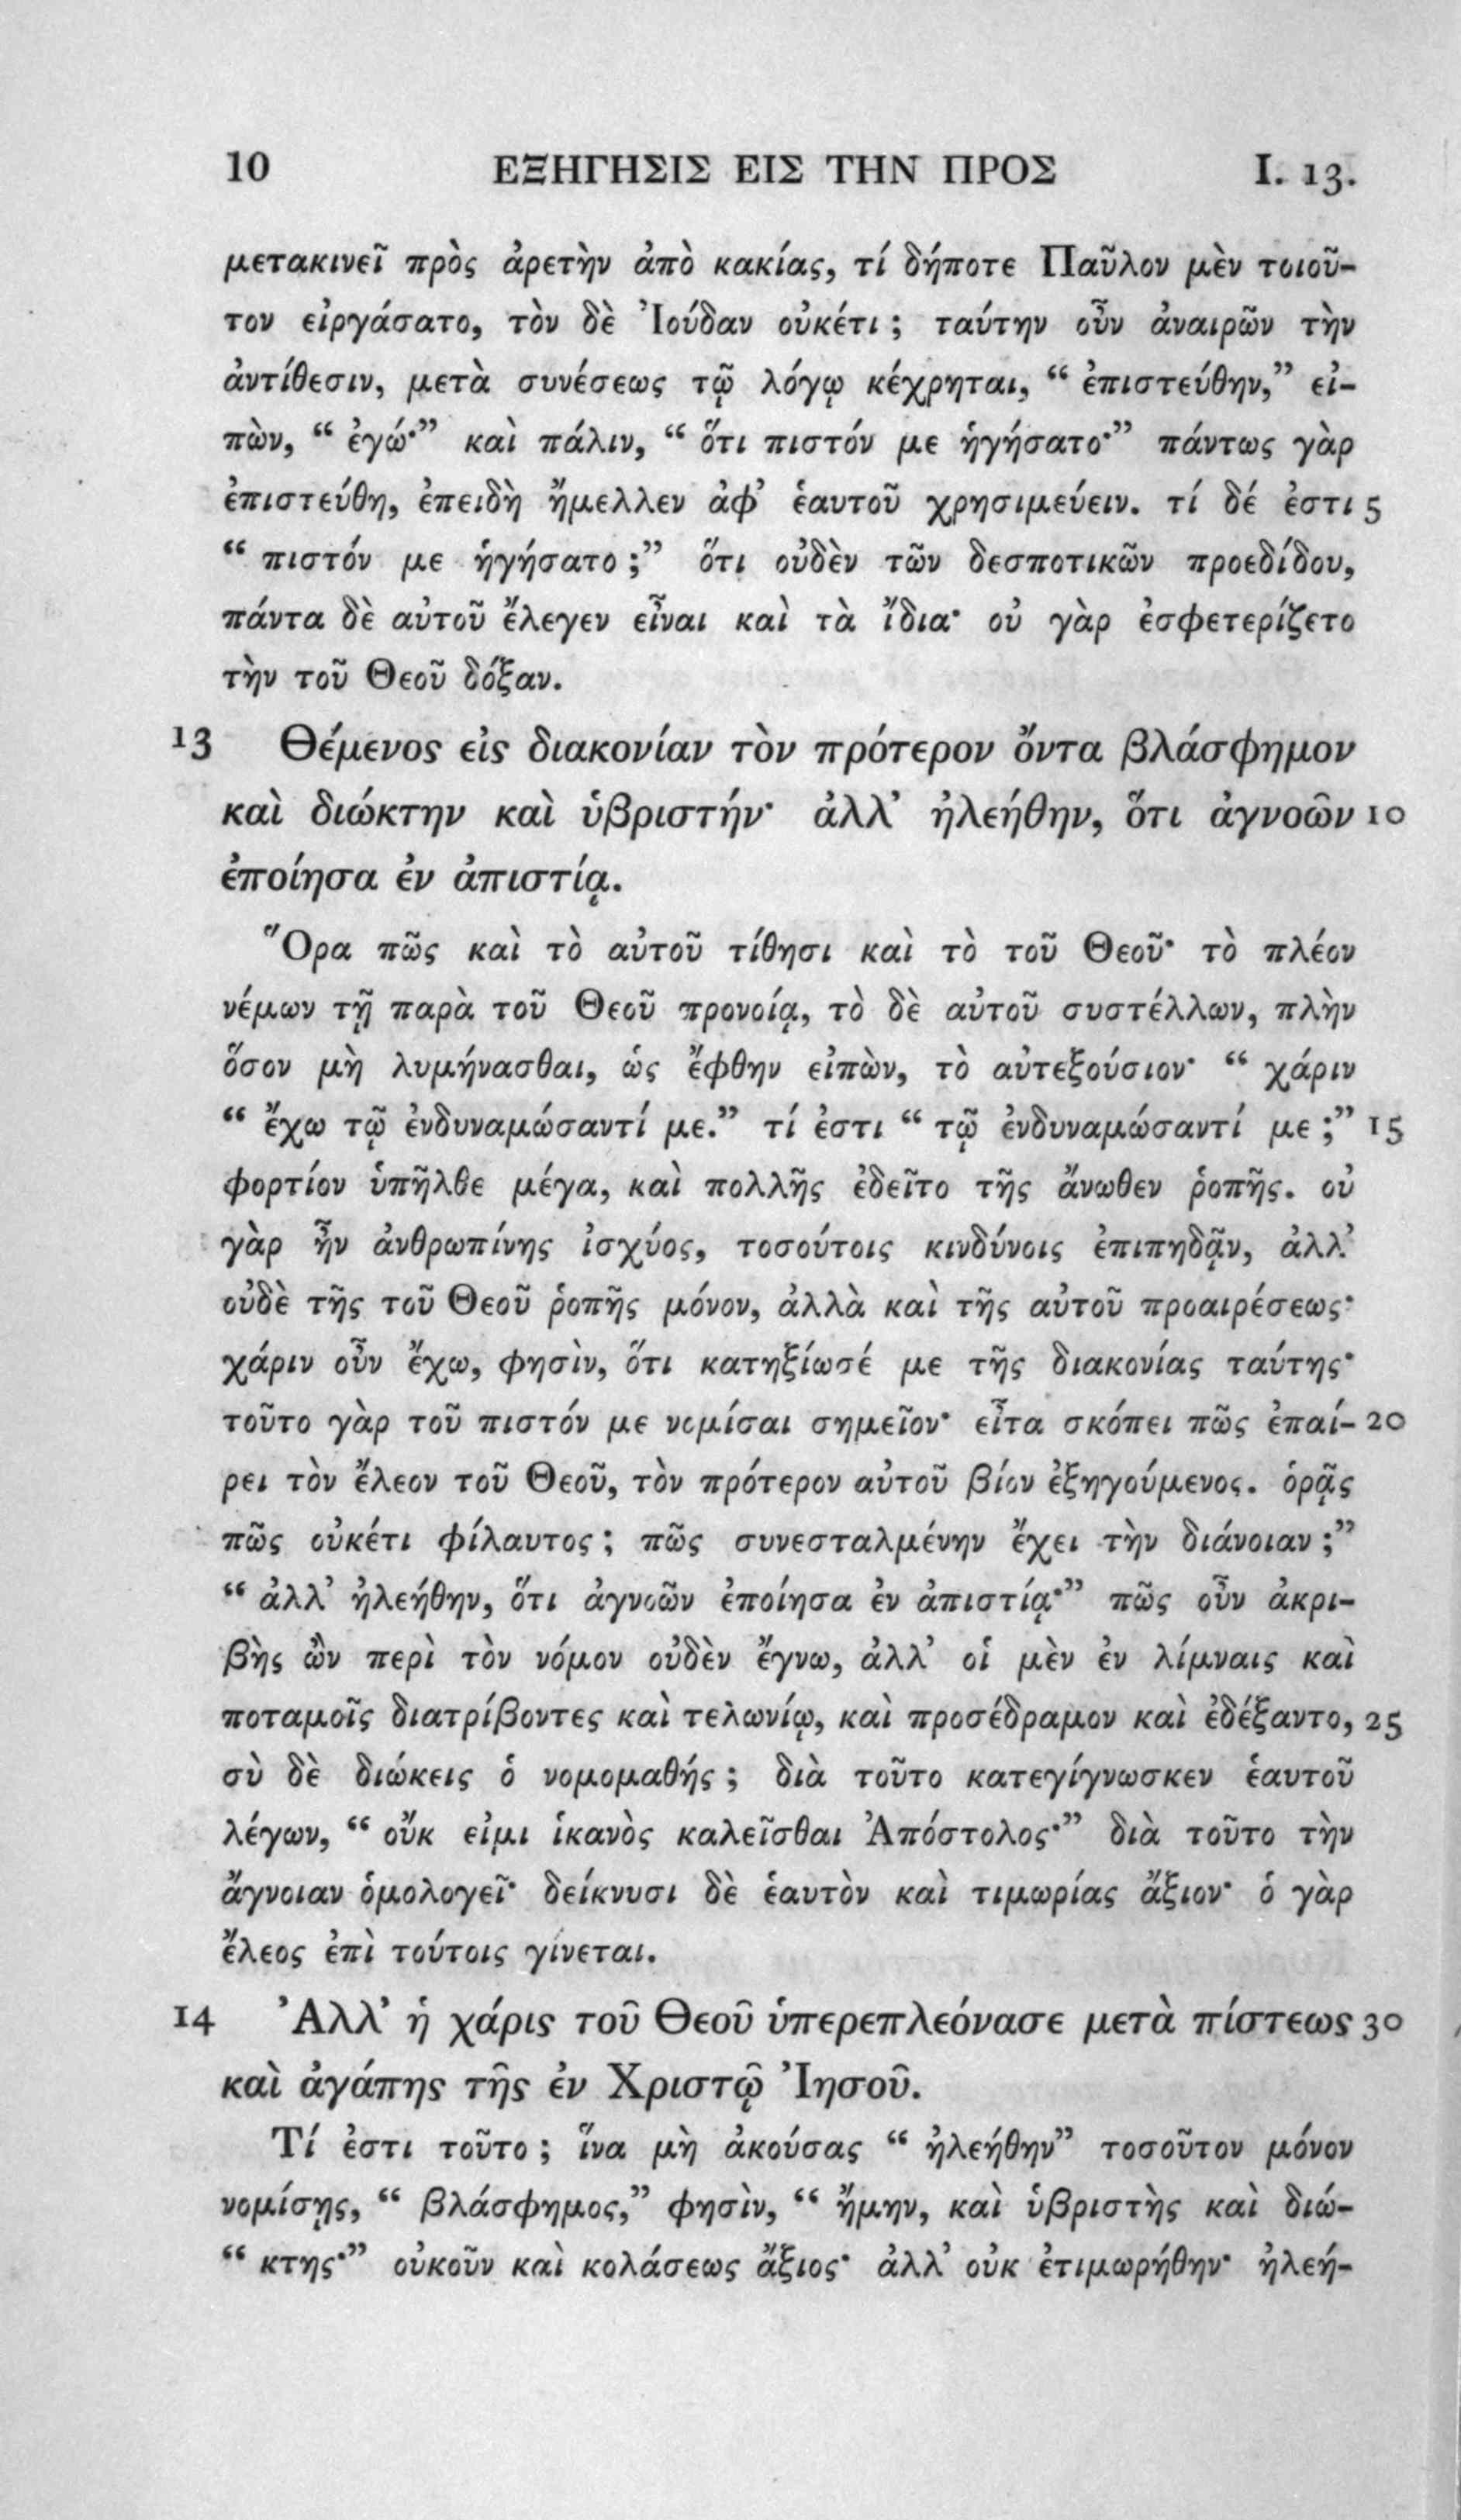 10 ΕΞΗΓΗΣΙΣ ΕΙΣ ΤΗΝ ΠΡΟΣ I. 13.
μετακινεῖ πρὸς ἀρετὴν ἀπὸ κακίας, τί δήποτε Παῦλον μὲν τοιοῦ-
τον εἰργάσατο, τὸν δὲ Ἰούδαν οὐκέτι ; ταύτην οὖν ἀναιρῶν τὴν
ἀντίθεσιν, μετὰ συνέσεως τῷ λόγῳ κέχρηται, “ ἐπιστεύθην,” εἰ-
πὼν, “ ἐγώ·” καὶ πάλιν, “ ὅτι πιστόν με ἡγήσατο·” πάντως γὰρ
ἐπιστεύθη, ἐπειδὴ ἤμελλεν ἀφ’ ἑαυτοῦ χρησιμεύειν. τί δέ ἐστι 5
“ πιστόν με ἡγήσατο ;” ὅτι οὐδὲν τῶν δεσποτικῶν προεδίδου,
πάντα δὲ αὐτοῦ ἔλεγεν εἶναι καὶ τὰ ἴδια· οὐ γὰρ ἐσφετερίζετο
τὴν τοῦ Θεοῦ δόξαν.
13 Θέμενος εἰς διακονίαν τὸν πρότερον ὄντα βλάσφημον
καὶ διώκτην καὶ ὑβριστήν· ἀλλ’ ἠλεήθην, ὅτι ἀγνοῶν 10
ἐποίησα ἐν ἀπιστίᾳ.
Ὅρα πῶς καὶ τὸ αὐτοῦ τίθησι καὶ τὸ τοῦ Θεοῦ· τὸ πλέον
νέμων τῇ παρὰ τοῦ Θεοῦ προνοίᾳ, τὸ δὲ αὐτοῦ συστέλλων, πλὴν
ὅσον μὴ λυμήνασθαι, ὡς ἔφθην εἰπὼν, τὸ αὐτεξούσιον· “ χάριν
“ ἔχω τῷ ἐνδυναμώσαντί με.” τί ἐστι “ τῷ ἐνδυναμώσαντί με ;” 15
φορτίον ὑπῆλθε μέγα, καὶ πολλῆς ἐδεῖτο τῆς ἄνωθεν ῥοπῆς. οὐ
γὰρ ἦν ἀνθρωπίνης ἰσχύος, τοσούτοις κινδύνοις ἐπιπηδᾷν, ἀλλ’
οὐδὲ τῆς τοῦ Θεοῦ ῥοπῆς μόνον, ἀλλὰ καὶ τῆς αὐτοῦ προαιρέσεως·
χάριν οὖν ἔχω, φησὶν, ὅτι κατηξίωσέ με τῆς διακονίας ταύτης·
τοῦτο γὰρ τοῦ πιστόν με νομίσαι σημεῖον· εἶτα σκόπει πῶς ἐπαί- 20
ρει τὸν ἔλεον τοῦ Θεοῦ, τὸν πρότερον αὐτοῦ βίον ἐξηγούμενος. ὁρᾷς
πῶς οὐκέτι φίλαυτος ; πῶς συνεσταλμένην ἔχει τὴν διάνοιαν ;”
“ ἀλλ’ ἠλεήθην, ὅτι ἀγνοῶν ἐποίησα ἐν ἀπιστίᾳ·” πῶς οὖν ἀκρι-
βὴς ὢν περὶ τὸν νόμον οὐδὲν ἔγνω, ἀλλ’ οἱ μὲν ἐν λίμναις καὶ
ποταμοῖς διατρίβοντες καὶ τελωνίῳ, καὶ προσέδραμον καὶ ἐδέξαντο, 25
σὺ δὲ διώκεις ὁ νομομαθής ; διὰ τοῦτο κατεγίγνωσκεν ἑαυτοῦ
λέγων, “ οὔκ εἰμι ἱκανὸς καλεῖσθαι Ἀπόστολος·” διὰ τοῦτο τὴν
ἄγνοιαν ὁμολογεῖ· δείκνυσι δὲ ἑαυτὸν καὶ τιμωρίας ἄξιον· ὁ γὰρ
ἔλεος ἐπὶ τούτοις γίνεται.
14 Ἀλλ’ ἡ χάρις τοῦ Θεοῦ ὑπερεπλεόνασε μετὰ πίστεως 30
καὶ ἀγάπης τῆς ἐν Χριστῷ Ἰησοῦ.
Τί ἐστι τοῦτο ; ἵνα μὴ ἀκούσας “ ἠλεήθην” τοσοῦτον μόνον
νομίσῃς, “ βλάσφημος,” φησὶν, “ ἤμην, καὶ ὑβριστὴς καὶ διώ-
“ κτης·” οὐκοῦν καὶ κολάσεως ἄξιος· ἀλλ’ οὐκ ἐτιμωρήθην· ἠλεή-